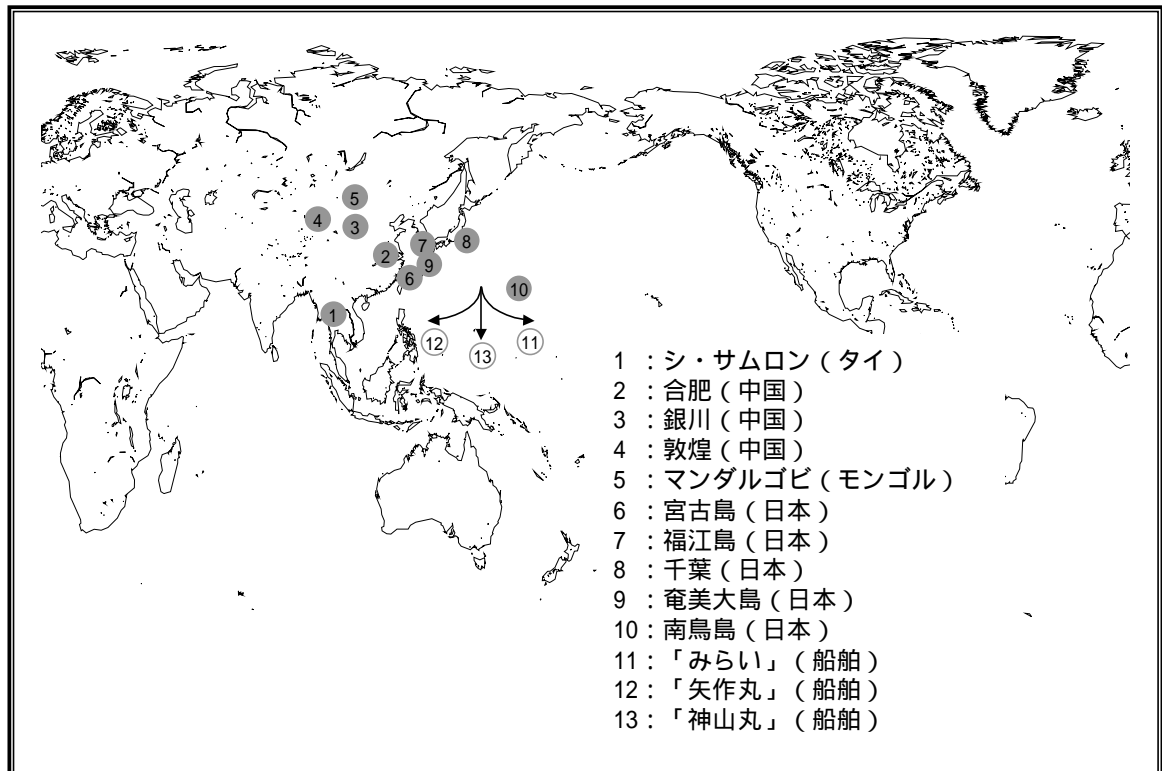 5
4
3
7
8
2
9
6
10
1
12
11
13
1 : シ・サムロン ( タイ )
2 : 合肥 ( 中国 )
3 : 銀川 ( 中国 )
4 : 敦煌 ( 中国 )
5 : マンダルゴビ ( モンゴル )
6 : 宮古島 ( 日本 )
7 : 福江島 ( 日本 )
8 : 千葉 ( 日本 )
9 : 奄美大島 ( 日本 )
10 : 南鳥島 ( 日本 )
11 : 「みらい」 ( 船舶 )
12 : 「矢作丸」 ( 船舶 )
13 : 「神山丸」 ( 船舶 )